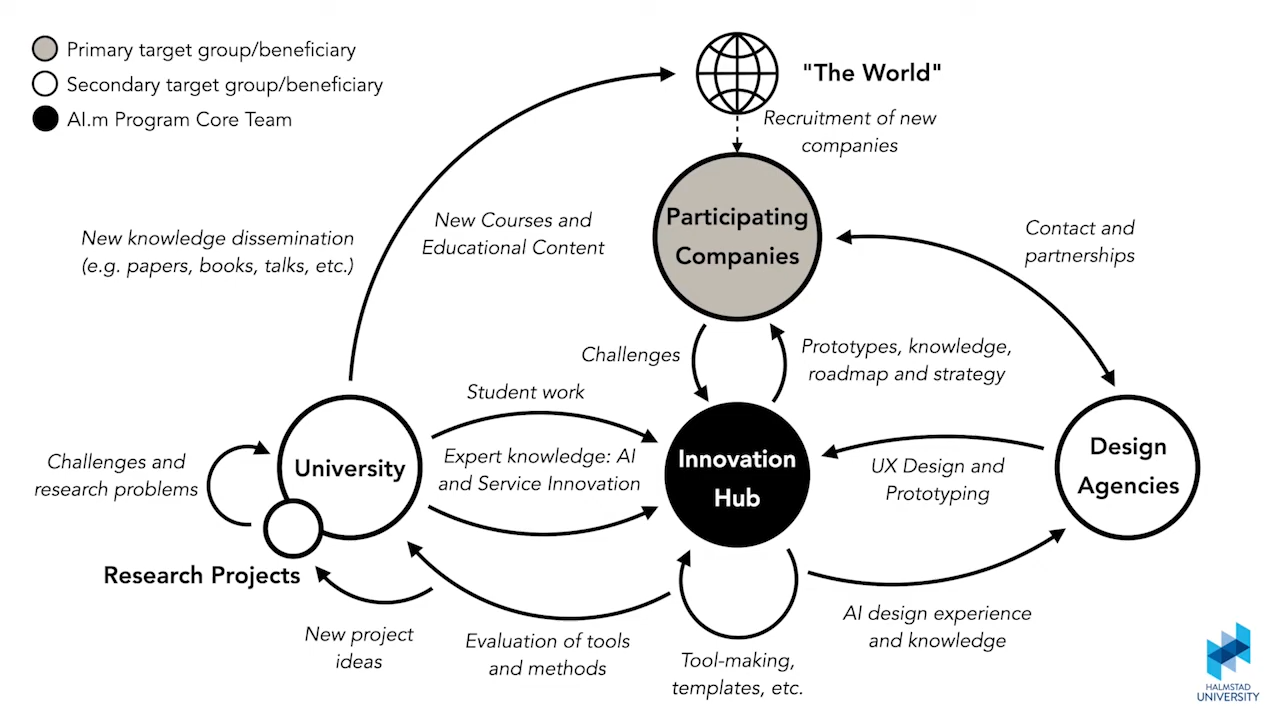 Primary target group/beneficiary
Secondary target group/beneficiary
AI.m Program Core Team
"The World"
Recruitment of new
companies
Participating
Companies
New Courses and
Educational Content
New knowledge dissemination
(e.g. papers, books, talks, etc.)
Contact and
partnerships
Challenges
Prototypes, knowledge,
roadmap and strategy
Student work
Expert knowledge: AI
and Service Innovation
University
Challenges and
research problems
Innovation
Hub
UX Design and
Prototyping
Design
Agencies
Research Projects
New project
ideas
Evaluation of tools
and methods
Tool-making,
templates, etc.
AI design experience
and knowledge
HALMSTAD
UNIVERSITY